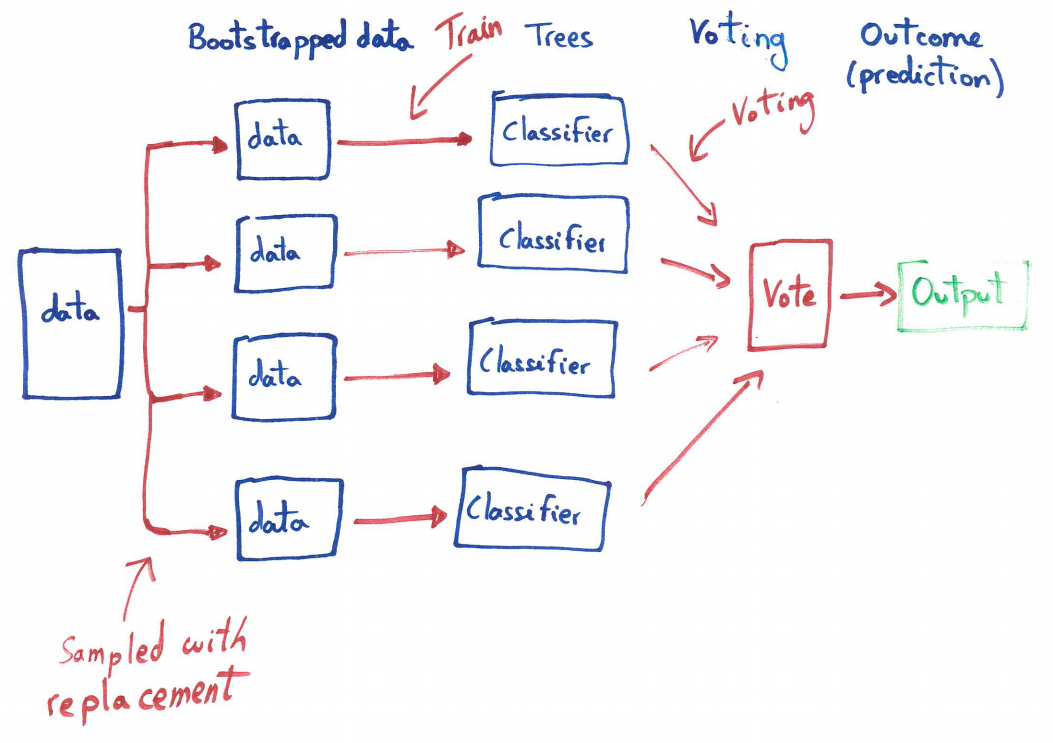 Bootstrapped data
Train
Trees
Voting
Outcome
(prediction)
Voting
data
Classifier
data
Classifier
data
Vote
Output
data
Classifier
data
Classifier
Sampled with
replacement